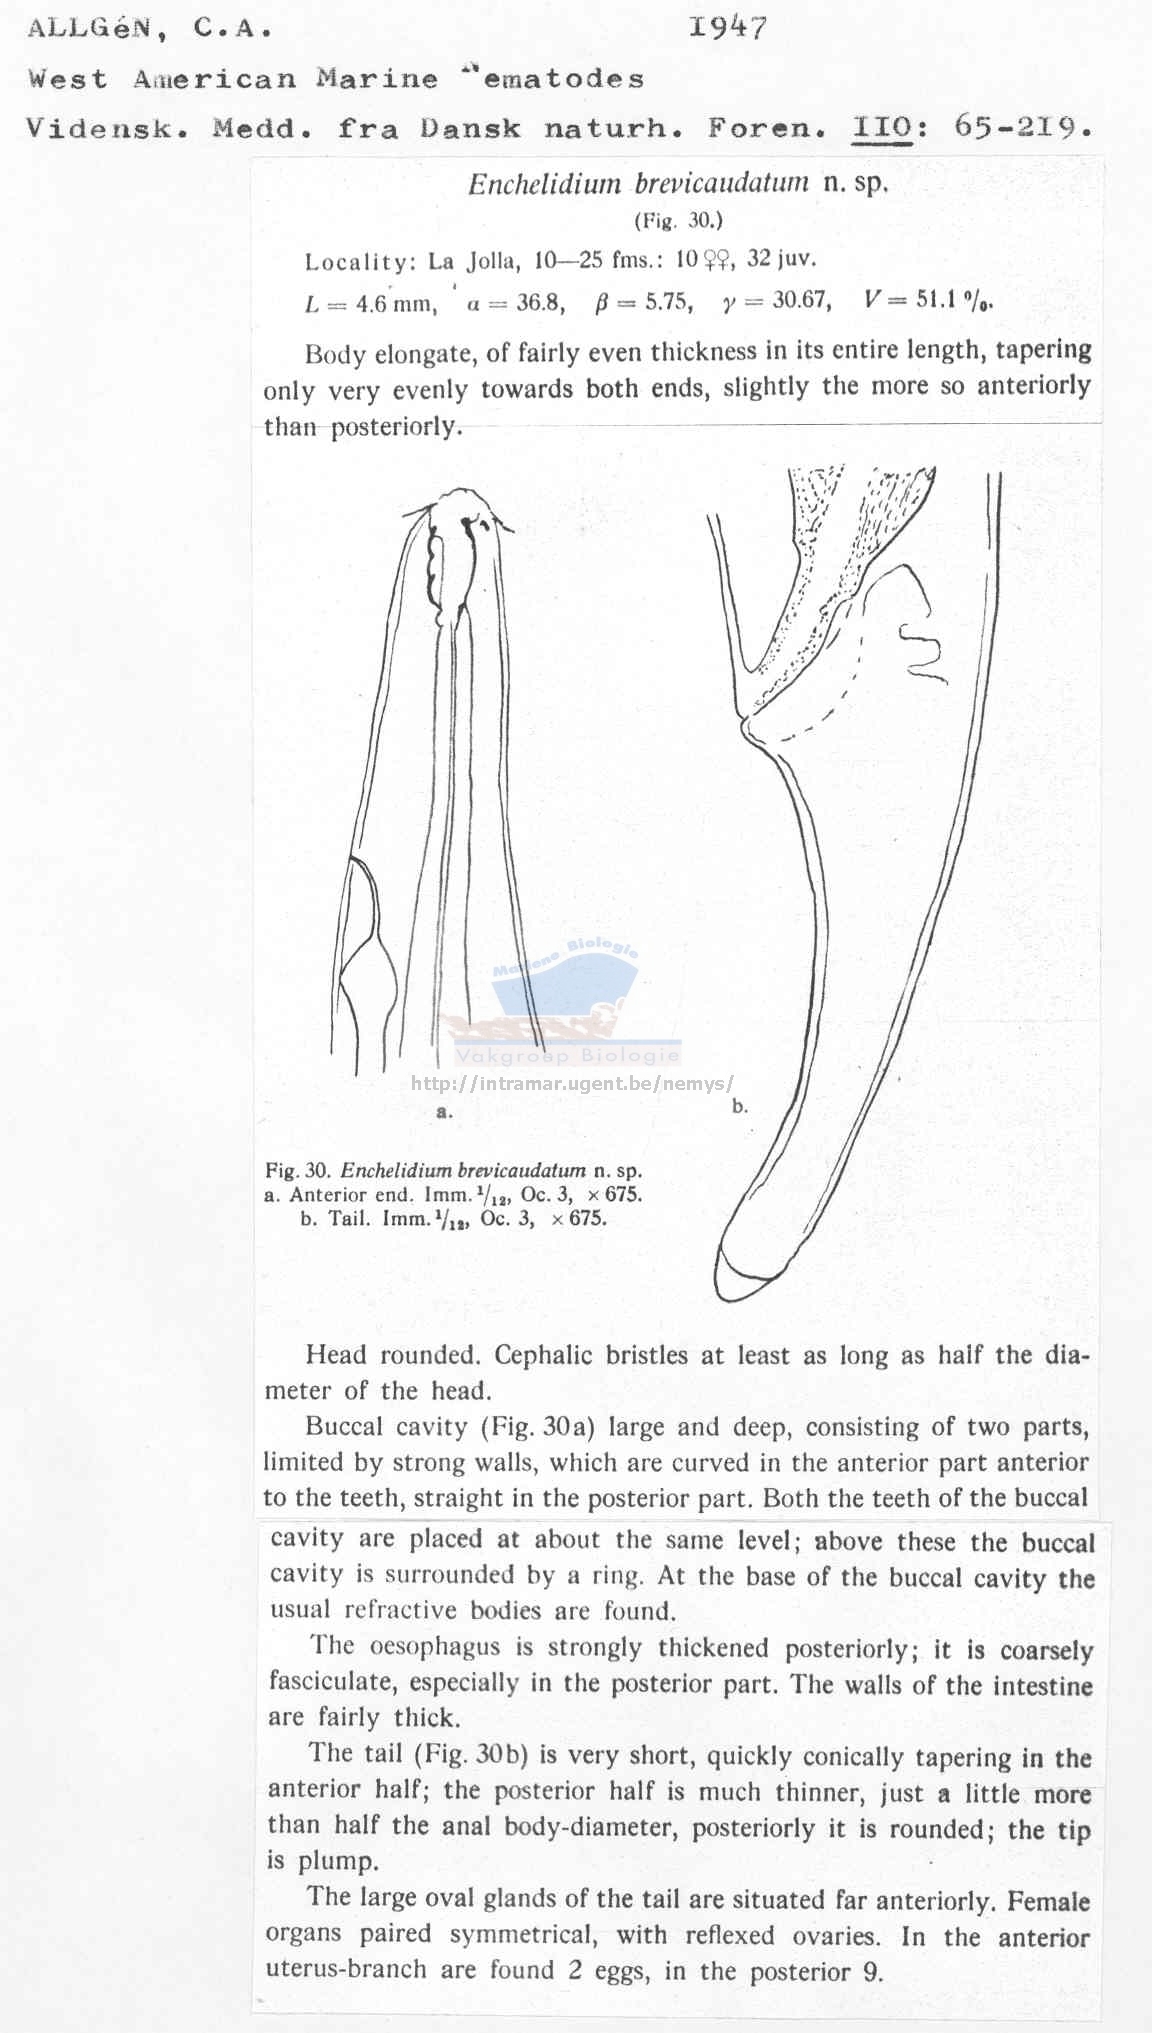 ALLGéN, C.A. 1947
West American Marine Nematodes
Vidensk. Medd. fra Dansk naturh. Foren. IIO: 65-2I9.
Enchelidium brevicaudatum n. sp.
(Fig. 30.)
Locality: La Jolla, 10—25 fms.: 10 ♀♀, 32 juv.
L = 4.6 mm, α = 36.8, β = 5.75, γ = 30.67, V = 51.1 %.
Body elongate, of fairly even thickness in its entire length, tapering
only very evenly towards both ends, slightly the more so anteriorly
than posteriorly.
Mariene Biologie
Vakgroep Biologie
http://intramar.ugent.be/nemys/
a.
b.
Fig. 30. Enchelidium brevicaudatum n. sp.
a. Anterior end. Imm. 1/12, Oc. 3, × 675.
b. Tail. Imm. 1/12, Oc. 3, × 675.
Head rounded. Cephalic bristles at least as long as half the dia-
meter of the head.
Buccal cavity (Fig. 30a) large and deep, consisting of two parts,
limited by strong walls, which are curved in the anterior part anterior
to the teeth, straight in the posterior part. Both the teeth of the buccal
cavity are placed at about the same level; above these the buccal
cavity is surrounded by a ring. At the base of the buccal cavity the
usual refractive bodies are found.
The oesophagus is strongly thickened posteriorly; it is coarsely
fasciculate, especially in the posterior part. The walls of the intestine
are fairly thick.
The tail (Fig. 30b) is very short, quickly conically tapering in the
anterior half; the posterior half is much thinner, just a little more
than half the anal body-diameter, posteriorly it is rounded; the tip
is plump.
The large oval glands of the tail are situated far anteriorly. Female
organs paired symmetrical, with reflexed ovaries. In the anterior
uterus-branch are found 2 eggs, in the posterior 9.